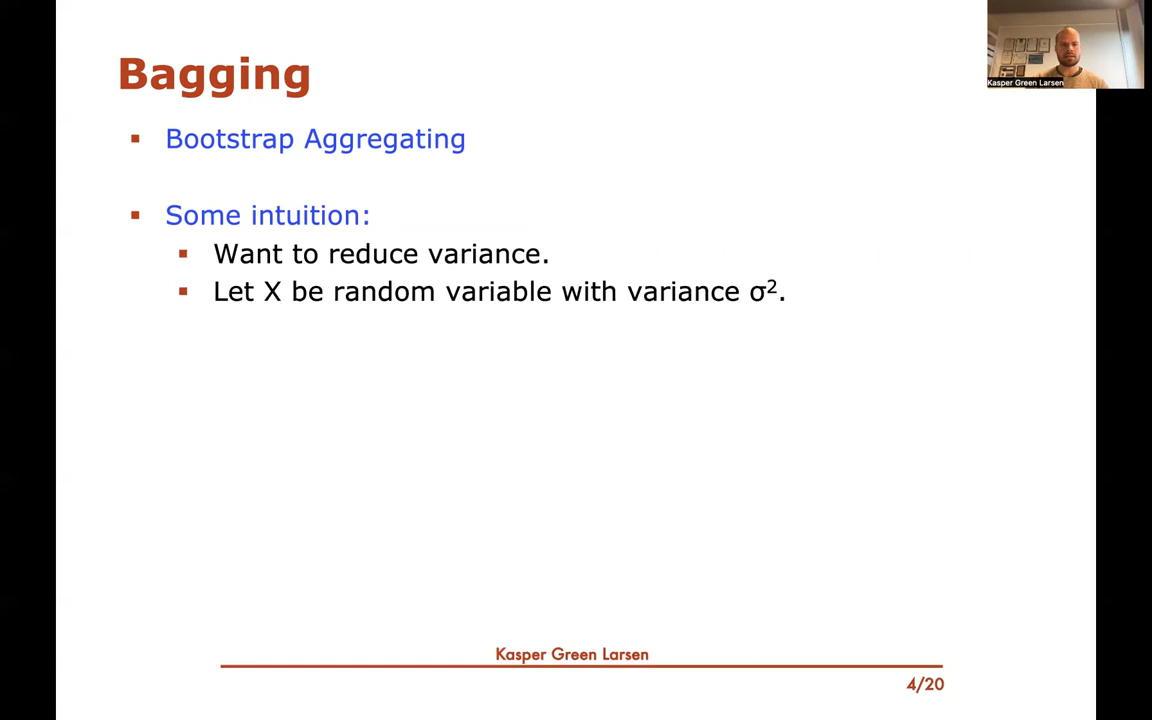 Bagging
Kasper Green Larsen
▪ Bootstrap Aggregating
▪ Some intuition:
▪ Want to reduce variance.
▪ Let X be random variable with variance σ².
Kasper Green Larsen
4/20